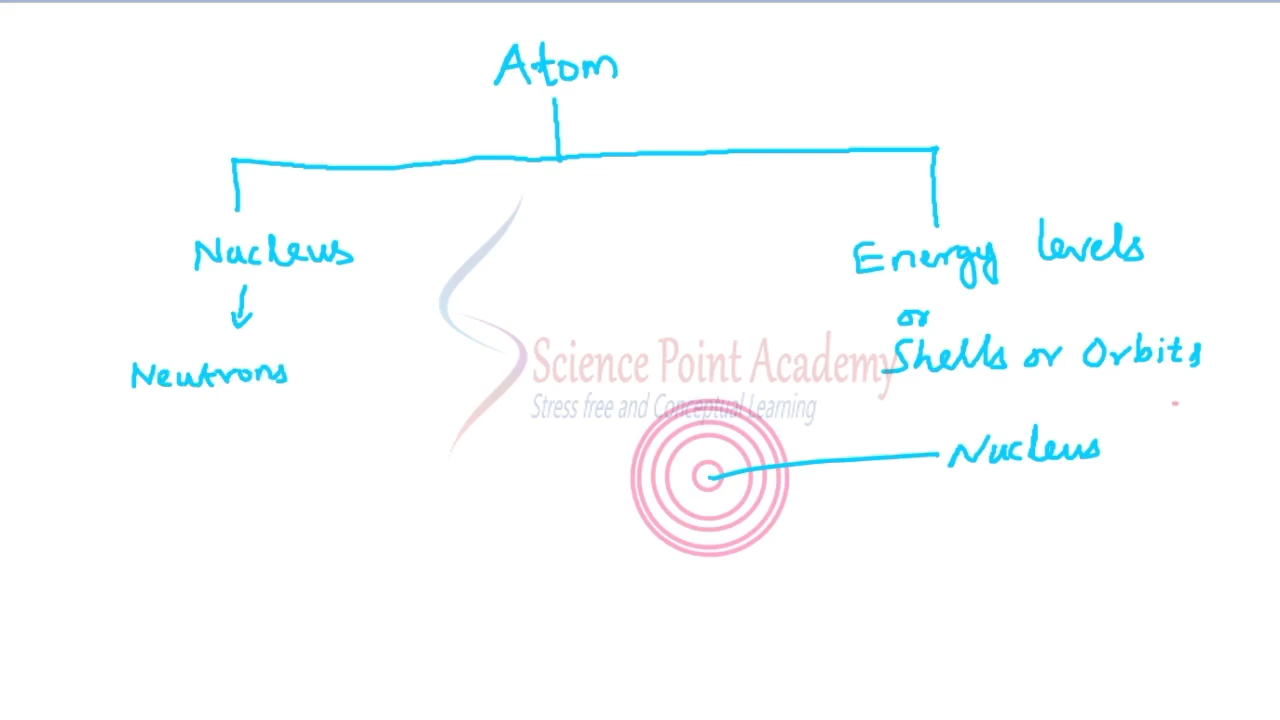 Atom
Nucleus
Energy levels
or
Shells or Orbits
Neutrons
Science Point Academy
Stress free and Conceptual Learning
Nucleus